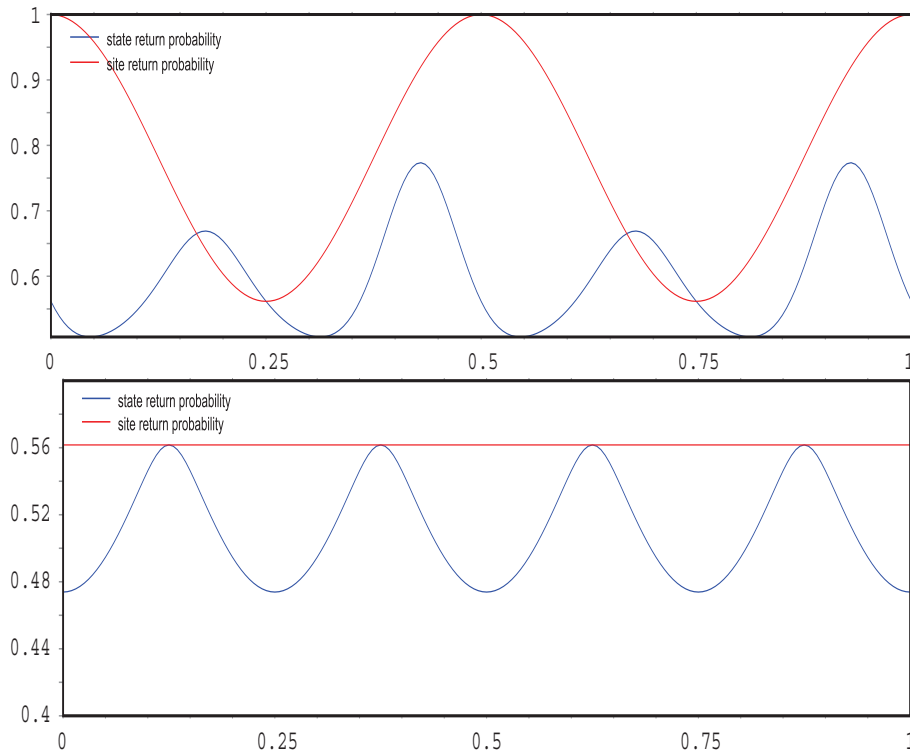 1
state return probability
site return probability
0.9
0.8
0.7
0.6
0 0.25 0.5 0.75 1
state return probability
site return probability
0.56
0.52
0.48
0.44
0.4
0 0.25 0.5 0.75 1